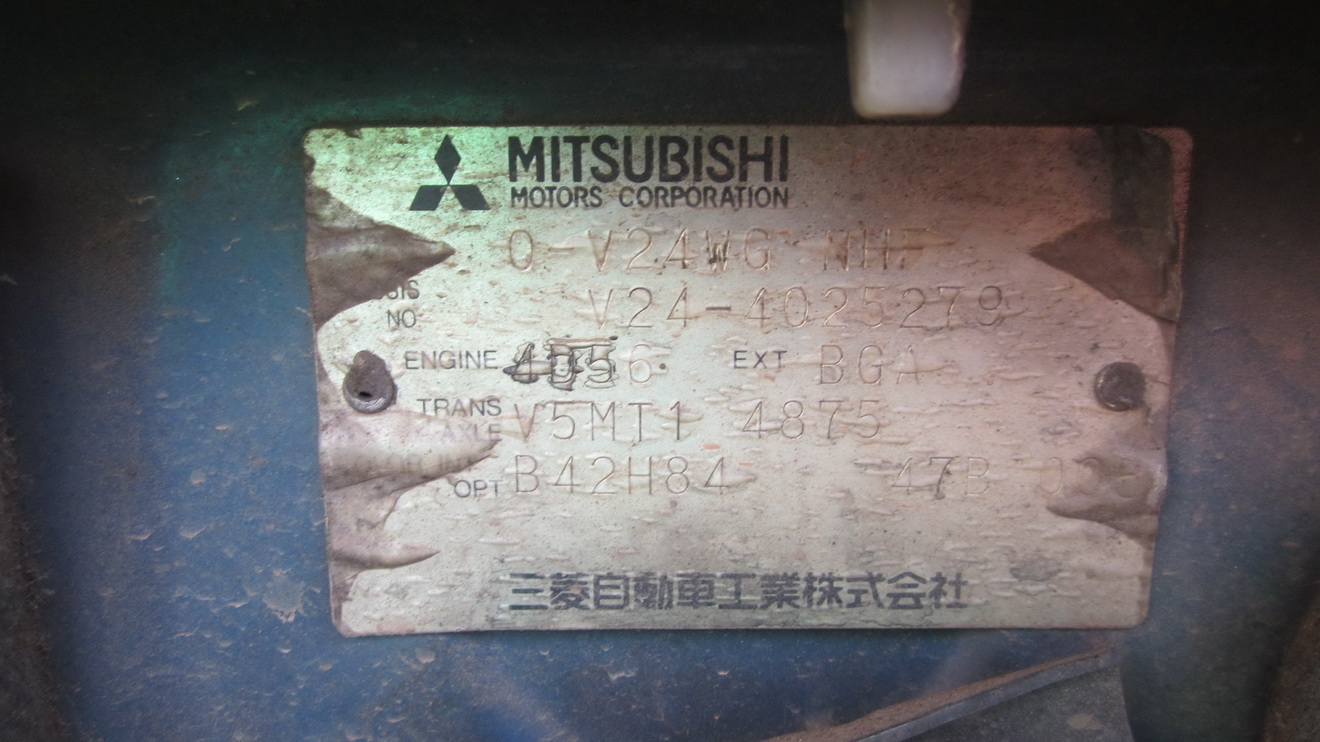 MITSUBISHI
MOTORS CORPORATION
Q-V24WG NHF
V24-4025279
NO
ENGINE 4D56 EXT BGA
TRANS AXLE V5MT1 4875
OPT B42H84 47B
三菱自動車工業株式会社